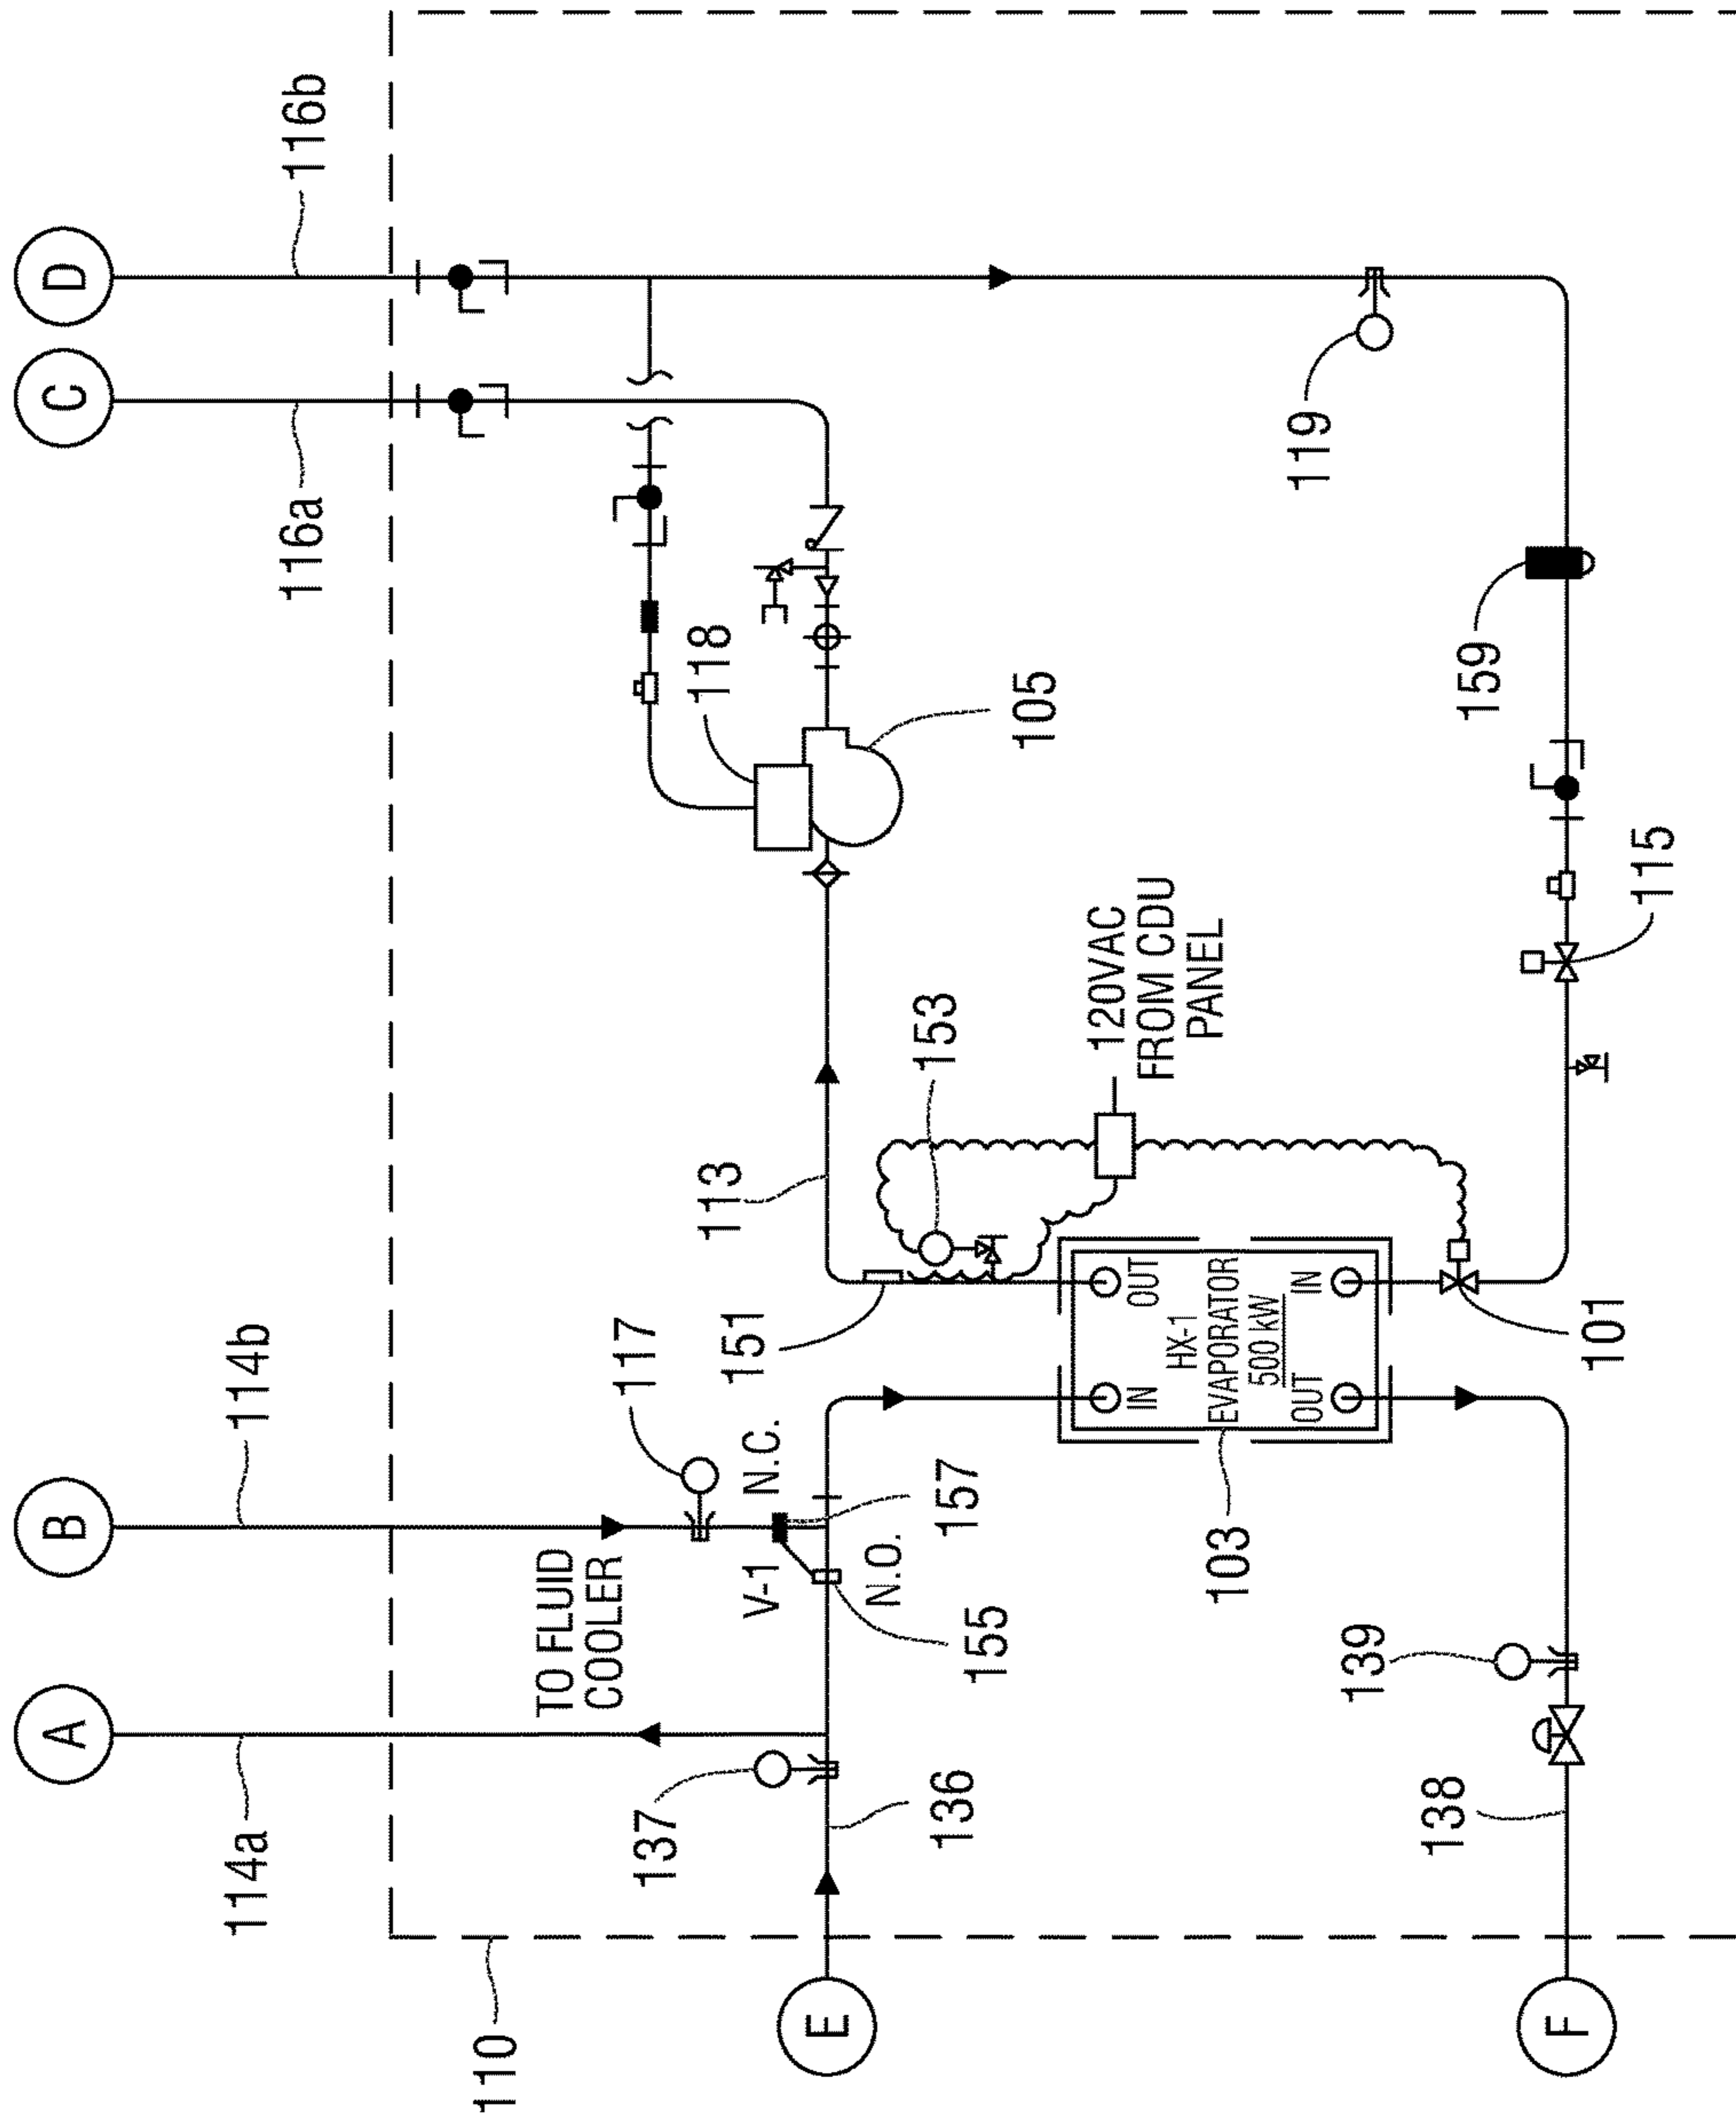 A
B
C
D
114a
114b
116a
116b
110
TO FLUID
COOLER
117
V-1
N.C.
N.O.
157
155
137
136
E
151
113
153
118
105
119
120VAC
FROM CDU
PANEL
OUT
IN
HX-1
EVAPORATOR
500 kW
OUT
IN
103
101
115
159
139
138
F